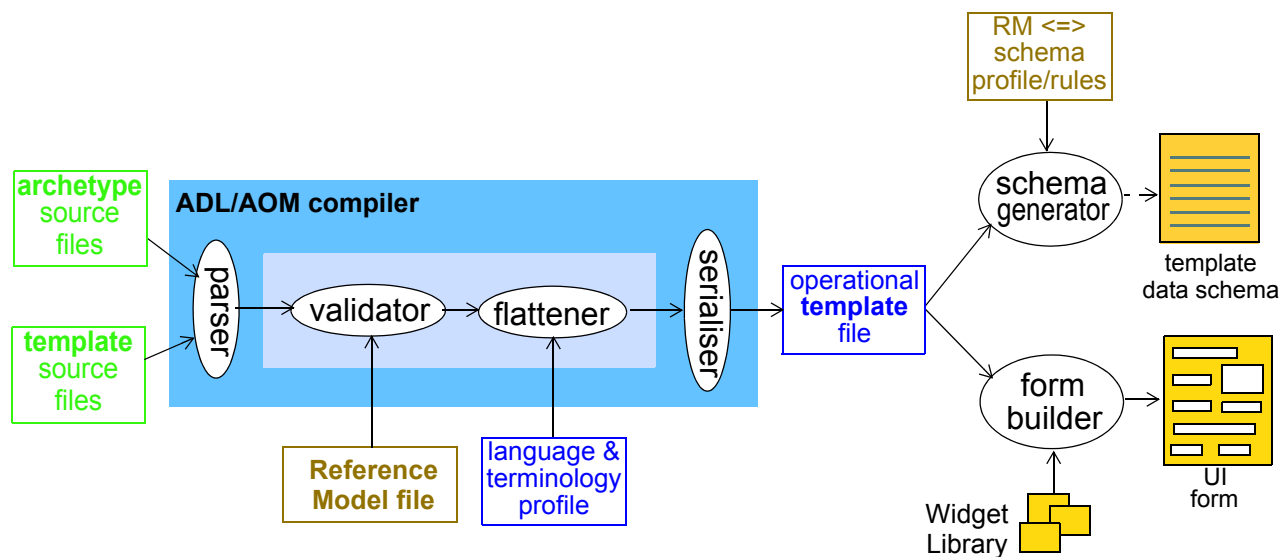 RM <=>
schema
profile/rules
archetype
source
files
template
source
files
ADL/AOM compiler
parser
validator
flattener
serialiser
Reference
Model file
language &
terminology
profile
operational
template
file
schema
generator
template
data schema
form
builder
UI
form
Widget
Library